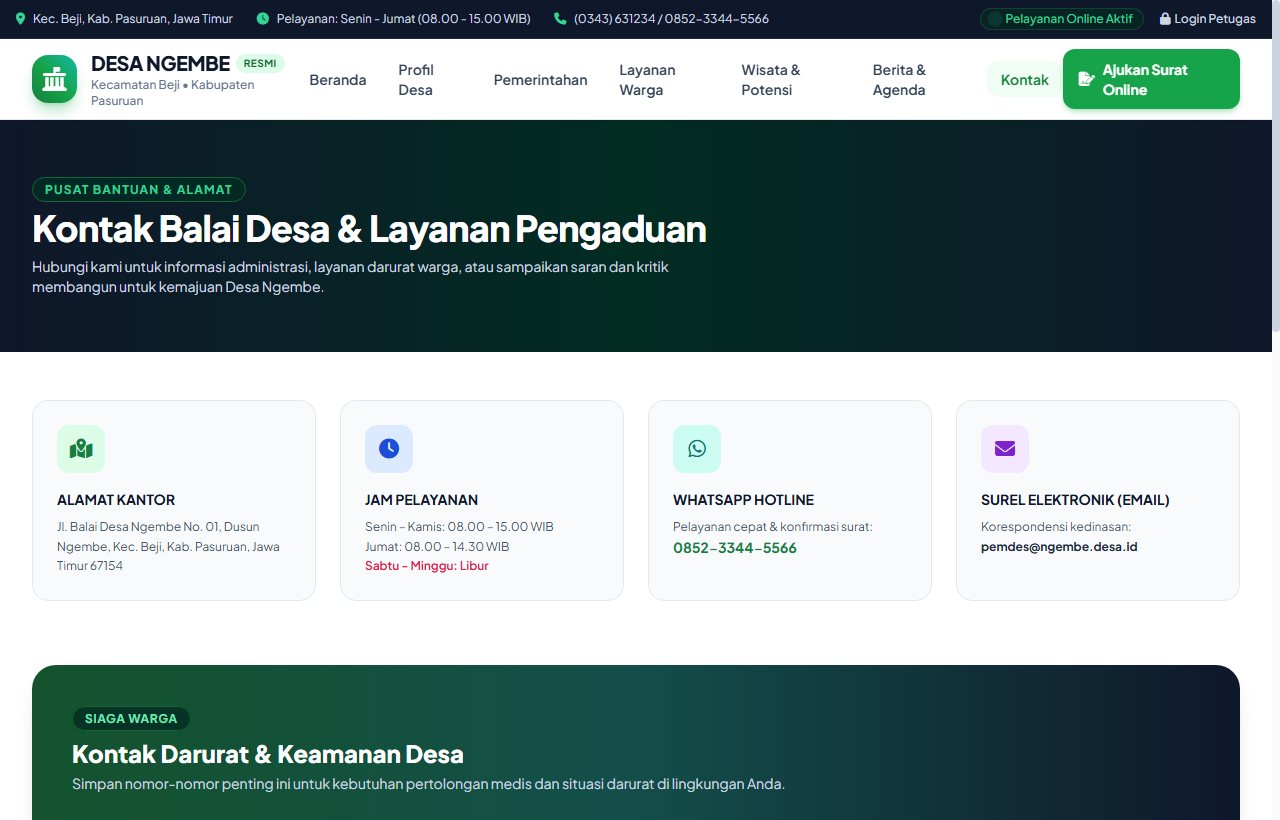 Kec. Beji, Kab. Pasuruan, Jawa Timur
Pelayanan: Senin - Jumat (08.00 - 15.00 WIB)
(0343) 631234 / 0852-3344-5566
Pelayanan Online Aktif
Login Petugas
DESA NGEMBE
RESMI
Kecamatan Beji • Kabupaten
Pasuruan
Beranda
Profil
Desa
Pemerintahan
Layanan
Warga
Wisata &
Potensi
Berita &
Agenda
Kontak
Ajukan Surat
Online
PUSAT BANTUAN & ALAMAT
Kontak Balai Desa & Layanan Pengaduan
Hubungi kami untuk informasi administrasi, layanan darurat warga, atau sampaikan saran dan kritik
membangun untuk kemajuan Desa Ngembe.
ALAMAT KANTOR
Jl. Balai Desa Ngembe No. 01, Dusun
Ngembe, Kec. Beji, Kab. Pasuruan, Jawa
Timur 67154
JAM PELAYANAN
Senin – Kamis: 08.00 – 15.00 WIB
Jumat: 08.00 – 14.30 WIB
Sabtu - Minggu: Libur
WHATSAPP HOTLINE
Pelayanan cepat & konfirmasi surat:
0852-3344-5566
SUREL ELEKTRONIK (EMAIL)
Korespondensi kedinasan:
pemdes@ngembe.desa.id
SIAGA WARGA
Kontak Darurat & Keamanan Desa
Simpan nomor-nomor penting ini untuk kebutuhan pertolongan medis dan situasi darurat di lingkungan Anda.